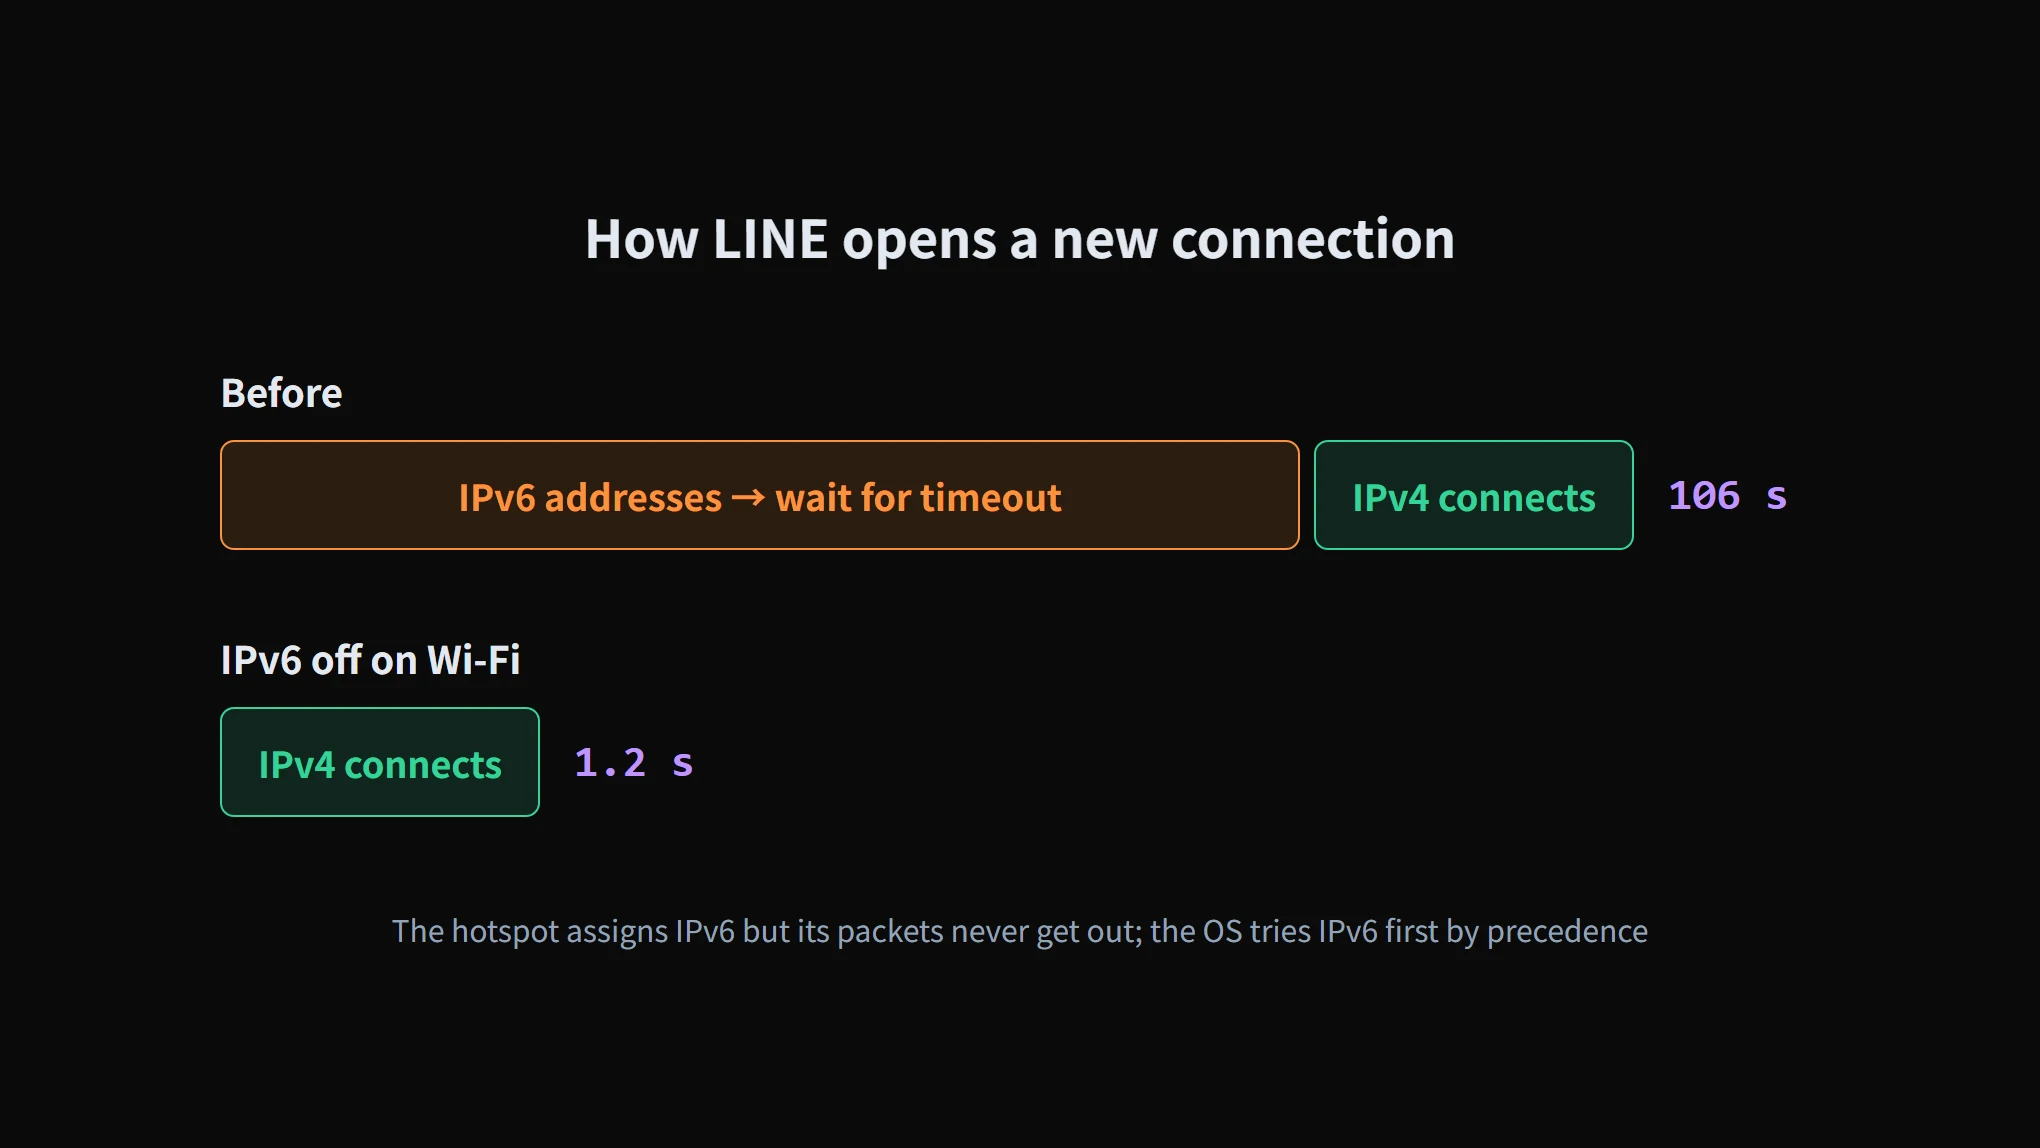 How LINE opens a new connection
Before
IPv6 addresses → wait for timeout
IPv4 connects
106 s
IPv6 off on Wi-Fi
IPv4 connects
1.2 s
The hotspot assigns IPv6 but its packets never get out; the OS tries IPv6 first by precedence